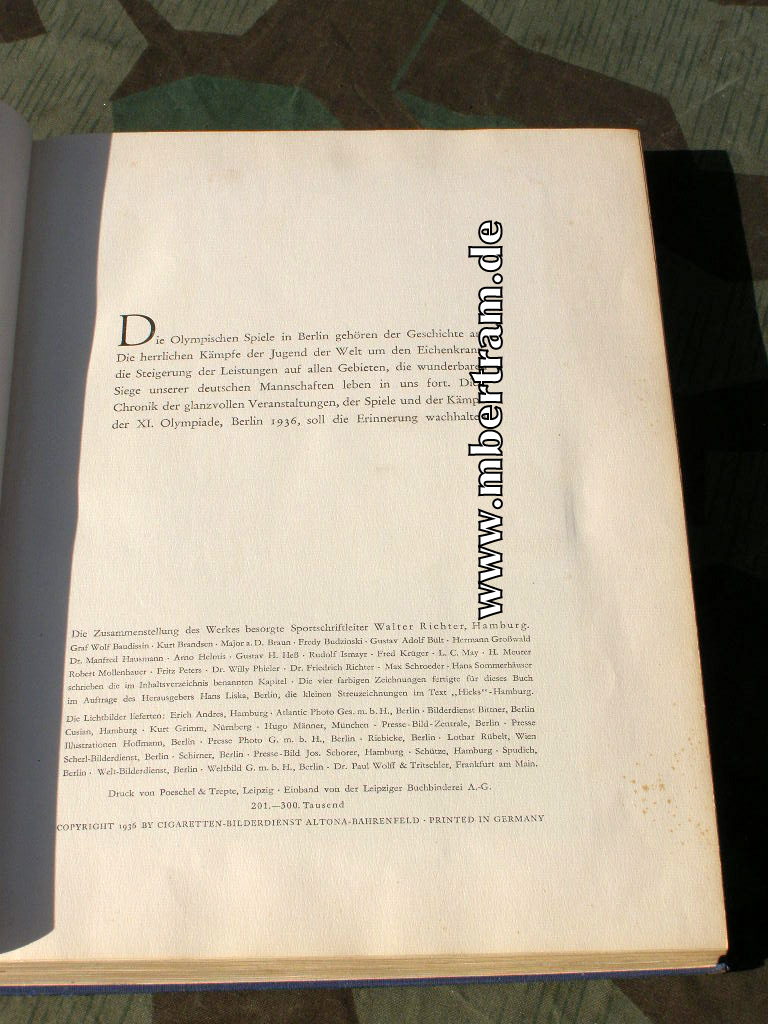 Die Olympischen Spiele in Berlin gehören der Geschichte
Die herrlichen Kämpfe der Jugend der Welt um den
die Steigerung der Leistungen auf allen Gebieten, die
Siege unserer deutschen Mannschaften leben in uns fort.
Chronik der glanzvollen Veranstaltungen, der Spiele und der
der XI. Olympiade, Berlin 1936, soll die Erinnerung
www.mbertram.de
Die Zusammenstellung des Werkes besorgte Sportschriftleiter Walter Richter, Hamburg.
Graf Wolf Baudissin · Kurt Brandsen · Major a. D. Braun · Fredy Budzinski · Gustav Adolf Bült · Hermann Großwald
Dr. Manfred Hausmann · Arno Helmis · Gustav H. Heß · Rudolf Ismayr · Fred Krüger · L. C. May · H. Meurer
Robert Mollenhauer · Fritz Peters · Dr. Willy Phieler · Dr. Friedrich Richter · Max Schroeder · Hans Sommerhäuser
schrieben die im Inhaltsverzeichnis benannten Kapitel · Die vier farbigen Zeichnungen fertigte für dieses Buch
im Auftrage des Herausgebers Hans Liska, Berlin, die kleinen Streuzeichnungen im Text „Hicks“-Hamburg.
Die Lichtbilder lieferten: Erich Andres, Hamburg · Atlantic Photo Ges. m. b. H., Berlin · Bilderdienst Bittner, Berlin
Cusian, Hamburg · Kurt Grimm, Nürnberg · Hugo Männer, München · Presse-Bild-Zentrale, Berlin · Presse
Illustrationen Hoffmann, Berlin · Presse Photo G. m. b. H., Berlin · Riebicke, Berlin · Lothar Rübelt, Wien
Scherl-Bilderdienst, Berlin · Schirner, Berlin · Presse-Bild Jos. Schorer, Hamburg · Schütze, Hamburg · Spudich,
Berlin · Welt-Bilderdienst, Berlin · Weltbild G. m. b. H., Berlin · Dr. Paul Wolff & Tritschler, Frankfurt am Main.
Druck von Poeschel & Trepte, Leipzig · Einband von der Leipziger Buchbinderei A.-G.
201.—300. Tausend
COPYRIGHT 1936 BY CIGARETTEN-BILDERDIENST ALTONA-BAHRENFELD · PRINTED IN GERMANY